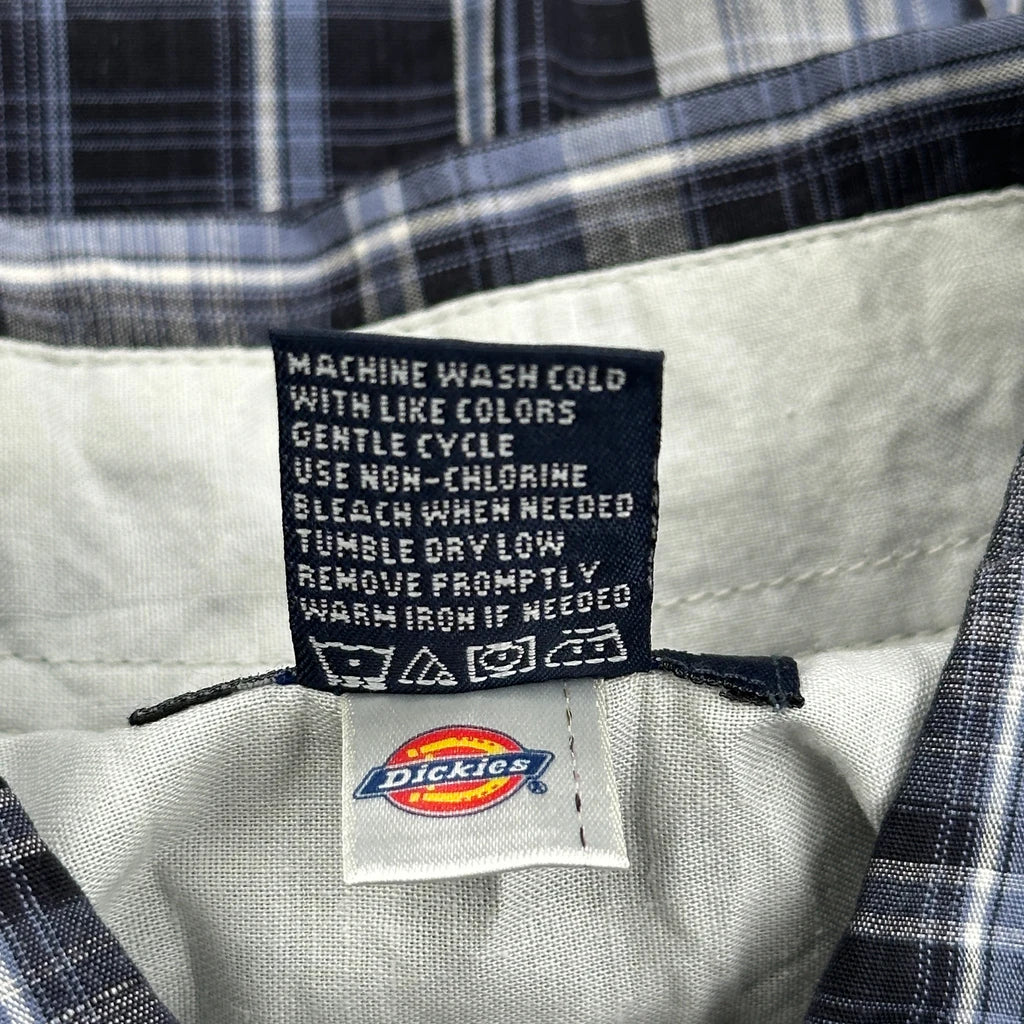 MACHINE WASH COLD
WITH LIKE COLORS
GENTLE CYCLE
USE NON-CHLORINE
BLEACH WHEN NEEDED
TUMBLE DRY LOW
REMOVE PROMPTLY
WARM IRON IF NEEDED
Dickies®